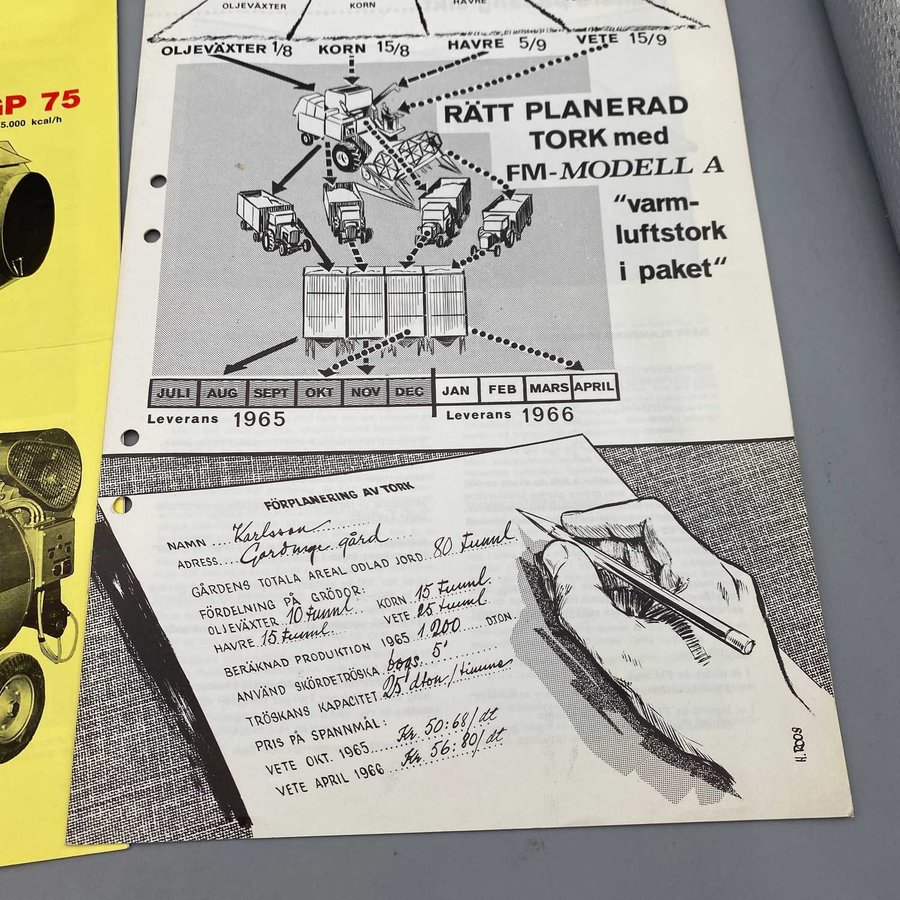 OLJEVÄXTER
KORN
HAVRE
OLJEVÄXTER 1/8
KORN 15/8
HAVRE 5/9
VETE 15/9
GP 75
5.000 kcal/h
RÄTT PLANERAD
TORK med
FM-MODELL A
"varm-
luftstork
i paket"
JULI AUG SEPT OKT NOV DEC JAN FEB MARS APRIL
Leverans 1965
Leverans 1966
FÖRPLANERING AV TORK
NAMN Karlsson
ADRESS gård
GÅRDENS TOTALA AREAL ODLAD JORD 80 tunnl
FÖRDELNING PÅ GRÖDOR:
OLJEVÄXTER 10 tunnl. KORN 15 tunnl.
HAVRE 15 tunnl. VETE 25 tunnl
BERÄKNAD PRODUKTION 1965 1.200 DTON
ANVÄND SKÖRDETRÖSKA bogs. 5'
TRÖSKANS KAPACITET 25 dton/timme
PRIS PÅ SPANNMÅL:
VETE OKT. 1965 Kr. 50:68/dt
VETE APRIL 1966 Kr. 56:80/dt
H. ROOS